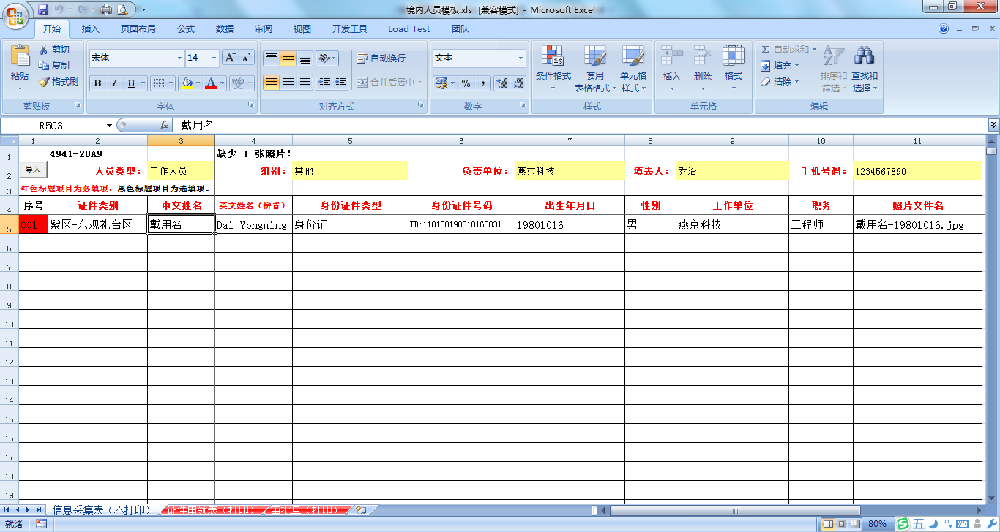 境内人员模板.xls [兼容模式] - Microsoft Excel
开始 插入 页面布局 公式 数据 审阅 视图 开发工具 Load Test 团队
粘贴 剪切 复制 格式刷
剪贴板
宋体 14
B I U A wén 文
字体
自动换行
合并后居中
对齐方式
文本
% , .0 .00 .00 .0
数字
条件格式 套用表格格式 单元格样式
样式
插入 删除 格式
单元格
Σ 自动求和 填充 清除 排序和筛选 查找和选择
编辑
R5C3 fx 戴用名
1 2 3 4 5 6 7 8 9 10 11
1 4941-20A9 缺少 1 张照片!
2 导入 人员类型: 工作人员 组别: 其他 负责单位: 燕京科技 填表人: 乔治 手机号码: 1234567890
3 红色标题项目为必填项，黑色标题项目为选填项。
4 序号 证件类别 中文姓名 英文姓名（拼音） 身份证件类型 身份证件号码 出生年月日 性别 工作单位 职务 照片文件名
5 001 紫区-东观礼台区 戴用名 Dai Yongming 身份证 ID:110108198010160031 19801016 男 燕京科技 工程师 戴用名-19801016.jpg
6
7
8
9
10
11
12
13
14
15
16
17
18
19
信息采集表（不打印） 证件申领表（打印） 审批单（打印）
就绪 80% 五